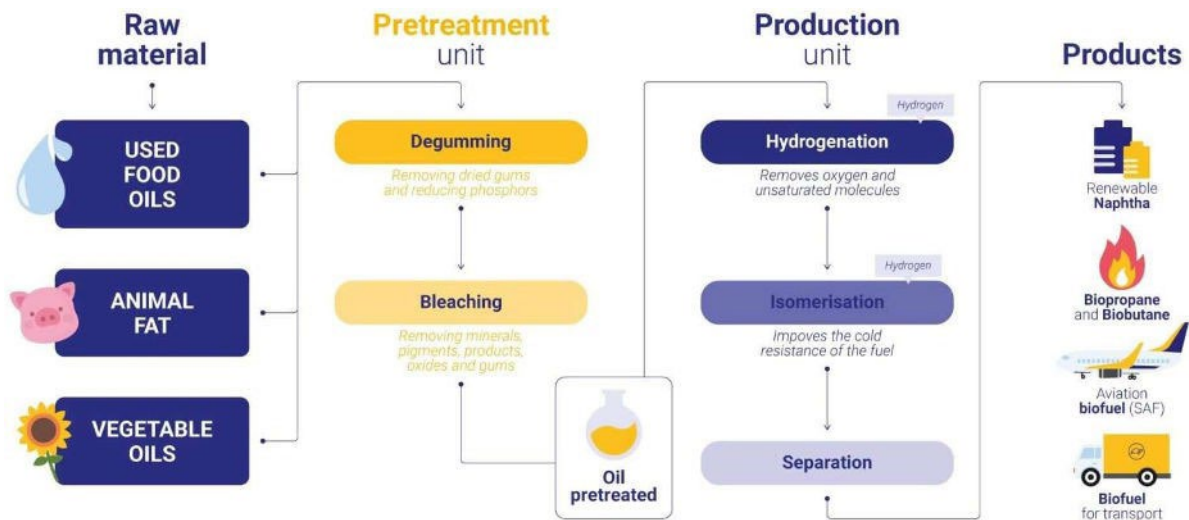 Raw
material
USED
FOOD
OILS
ANIMAL
FAT
VEGETABLE
OILS
Pretreatment
unit
Degumming
Removing dried gums
and reducing phosphors
Bleaching
Removing minerals,
pigments, products,
oxides and gums
Oil
pretreated
Production
unit
Hydrogen
Hydrogenation
Removes oxygen and
unsaturated molecules
Hydrogen
Isomerisation
Impoves the cold
resistance of the fuel
Separation
Products
Renewable
Naphtha
Biopropane
and Biobutane
Aviation
biofuel (SAF)
Biofuel
for transport